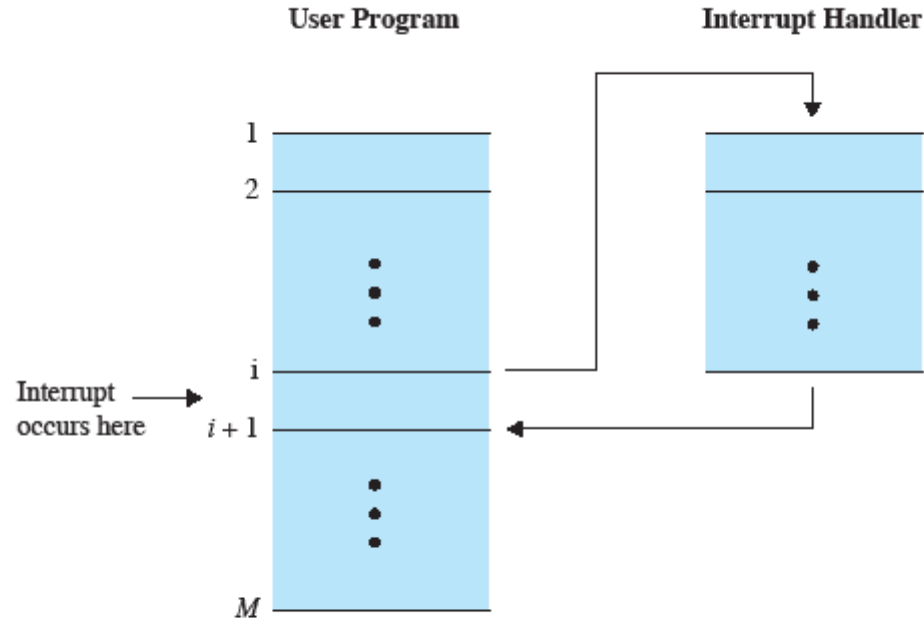 User Program
Interrupt Handler
1
2
i
Interrupt
occurs here
i + 1
M